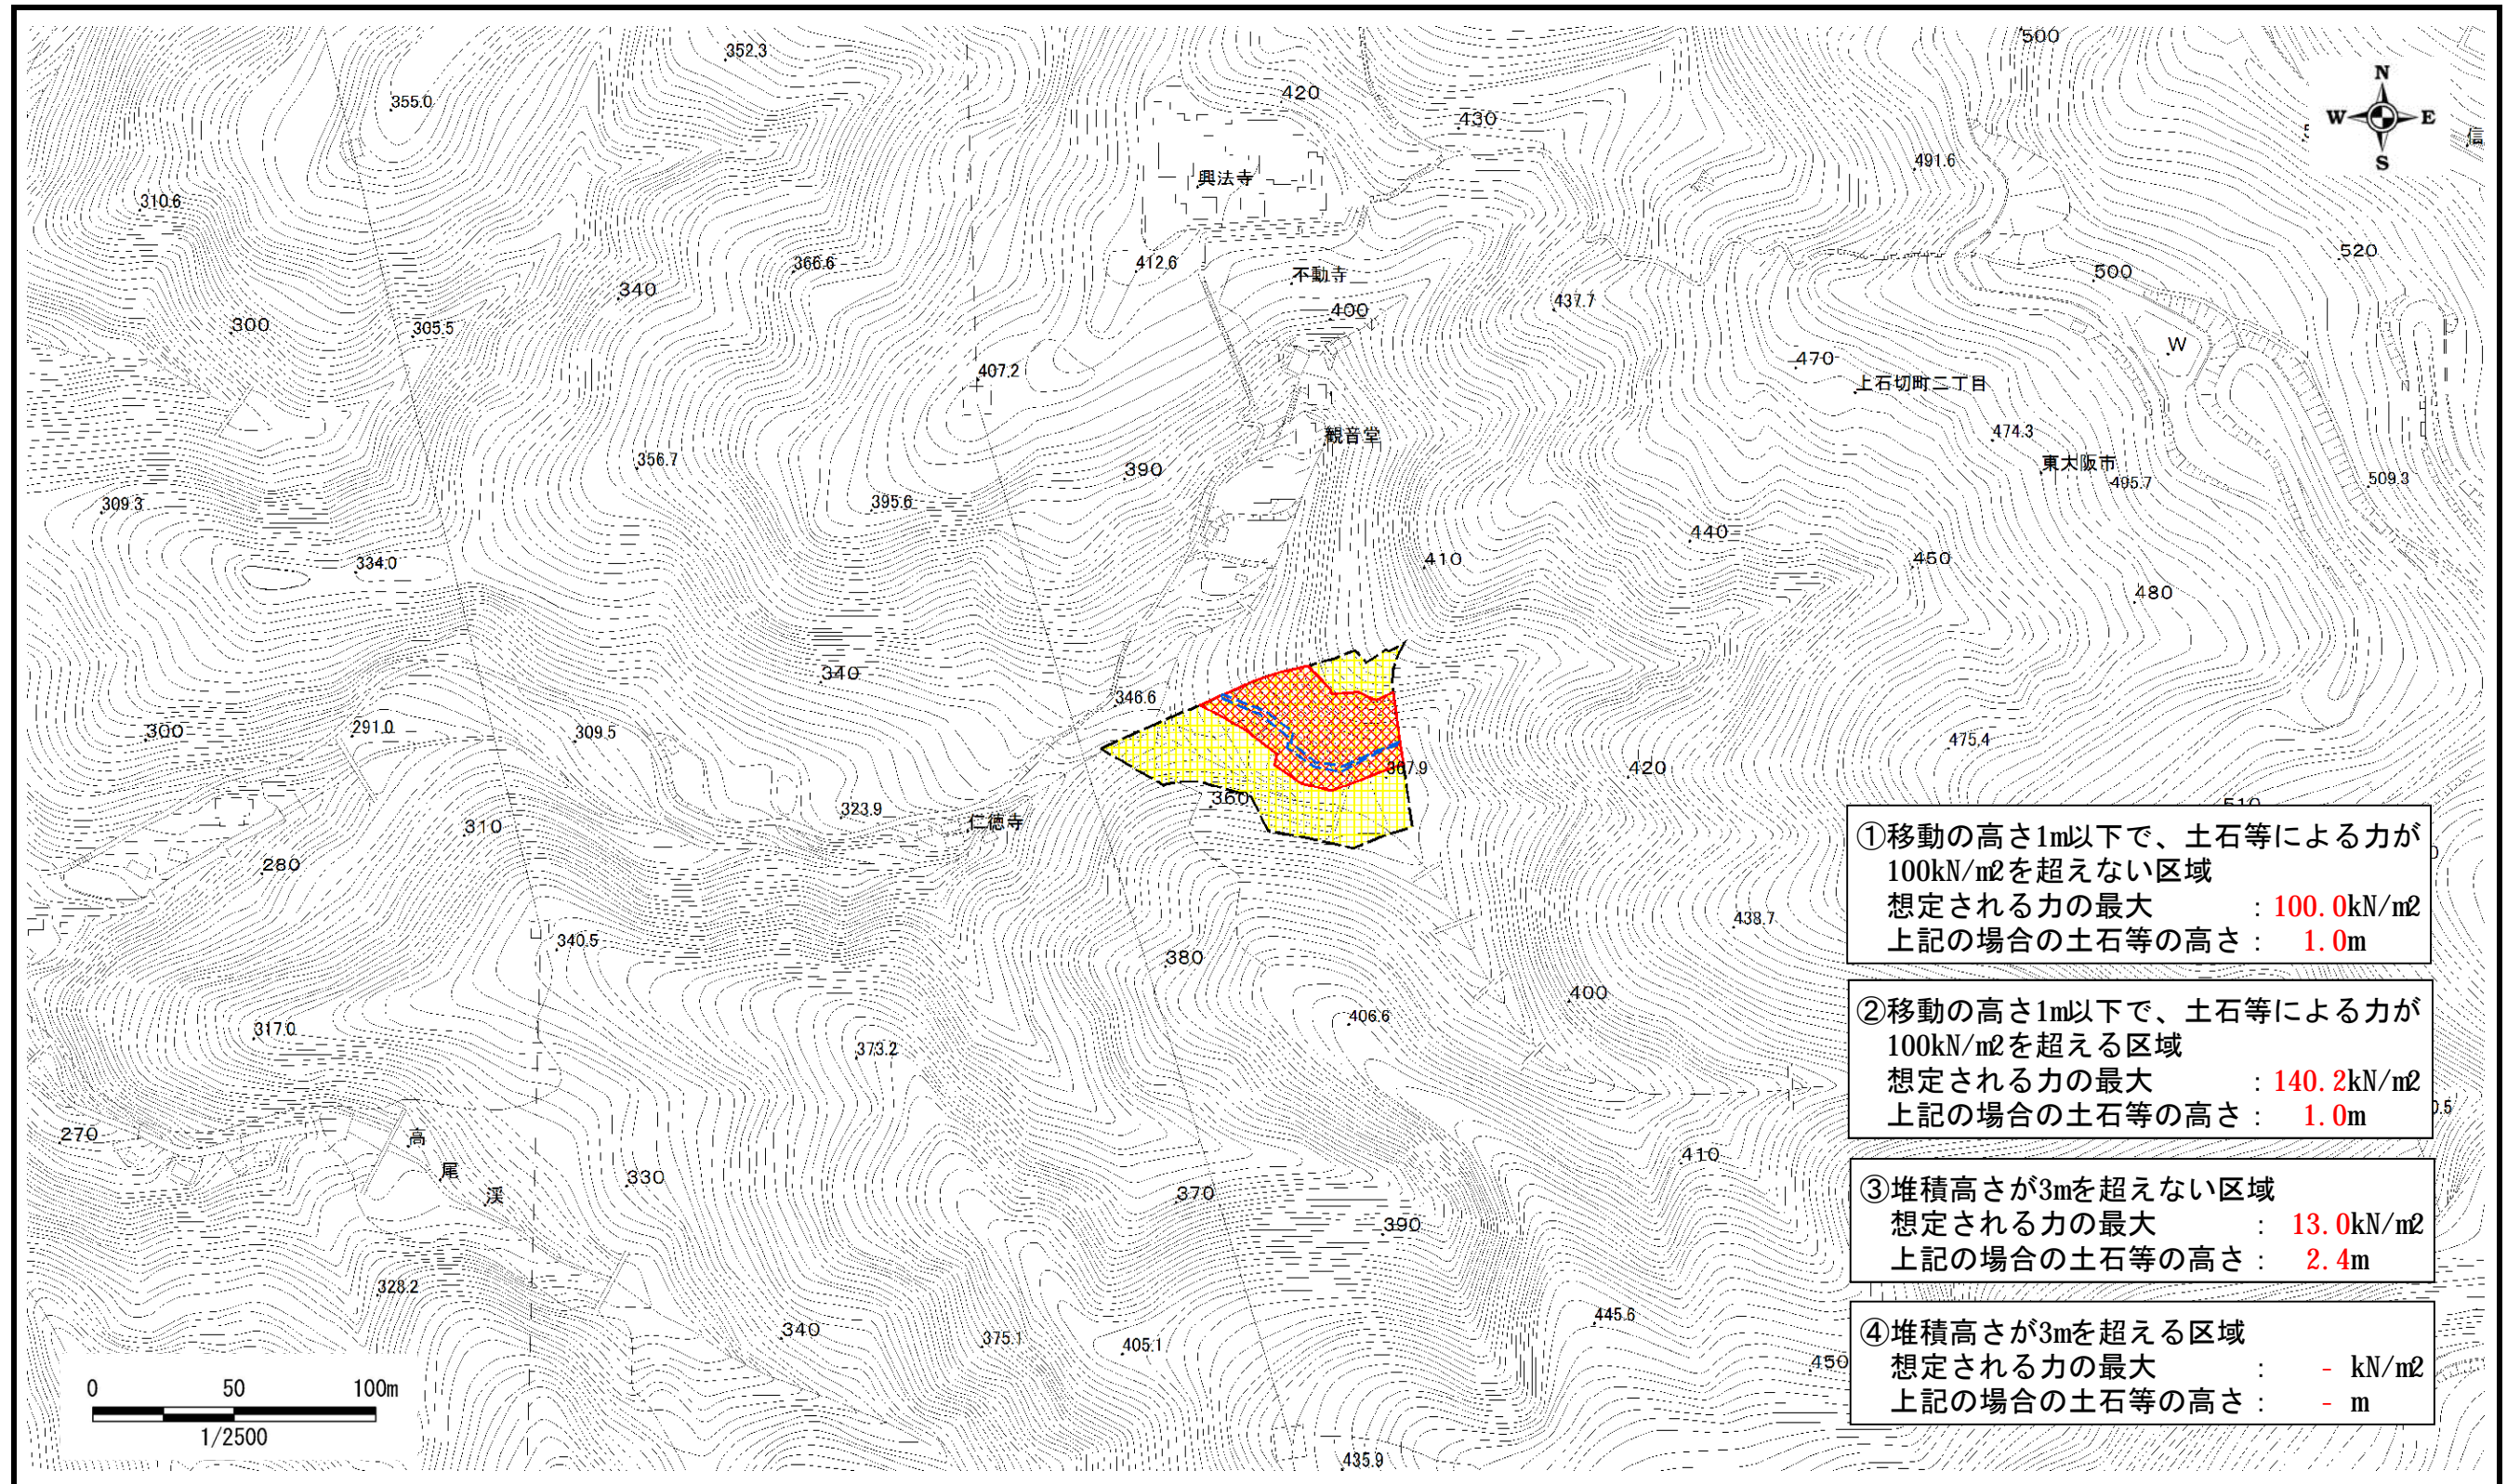 500
352.3
N
420
355.0
430
W E
信
491.6
S
興法寺
310.6
520
366.6
412.6
500
不動寺
340
437.7
400
300
305.5
W
470
407.2
上石切町二丁目
474.3
観音堂
356.7
東大阪市
390
495.7
509.3
309.3
395.6
440
410
450
334.0
480
340
346.6
300
291.0
309.5
475.4
420
367.9
360
323.9
仁徳寺
310
510
280
①移動の高さ1m以下で、土石等による力が
100kN/m2を超えない区域
想定される力の最大 : 100.0kN/m2
上記の場合の土石等の高さ : 1.0m
438.7
340.5
380
400
②移動の高さ1m以下で、土石等による力が
100kN/m2を超える区域
想定される力の最大 : 140.2kN/m2
上記の場合の土石等の高さ : 1.0m
406.6
317.0
373.2
270
高
尾
渓
410
330
370
390
③堆積高さが3mを超えない区域
想定される力の最大 : 13.0kN/m2
上記の場合の土石等の高さ : 2.4m
328.2
445.6
340
375.1
405.1
450
④堆積高さが3mを超える区域
想定される力の最大 : - kN/m2
上記の場合の土石等の高さ : - m
0 50 100m
1/2500
435.9